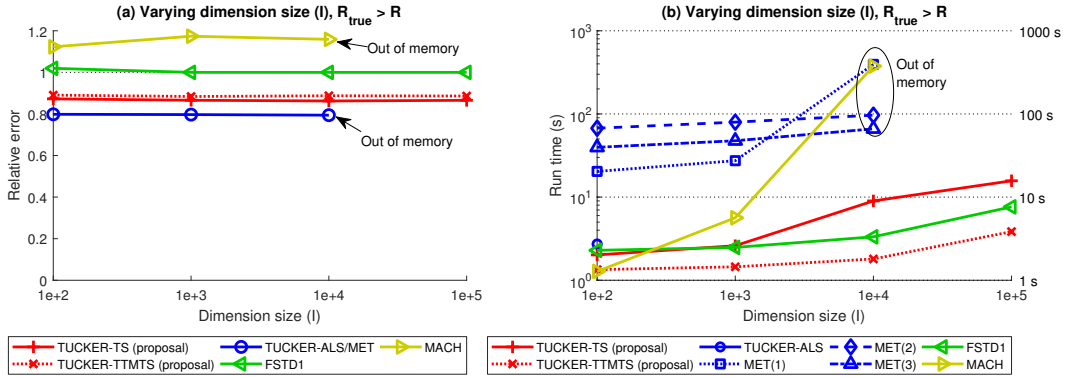 (a) Varying dimension size (I), R_true > R
1.2
1
0.8
0.6
0.4
0.2
0
Relative error
Out of memory
Out of memory
1e+2
1e+3
1e+4
1e+5
Dimension size (I)
TUCKER-TS (proposal)
TUCKER-ALS/MET
MACH
TUCKER-TTMTS (proposal)
FSTD1
(b) Varying dimension size (I), R_true > R
10^3
10^2
10^1
10^0
Run time (s)
1000 s
100 s
10 s
1 s
Out of
memory
1e+2
1e+3
1e+4
1e+5
Dimension size (I)
TUCKER-TS (proposal)
TUCKER-ALS
MET(2)
FSTD1
TUCKER-TTMTS (proposal)
MET(1)
MET(3)
MACH